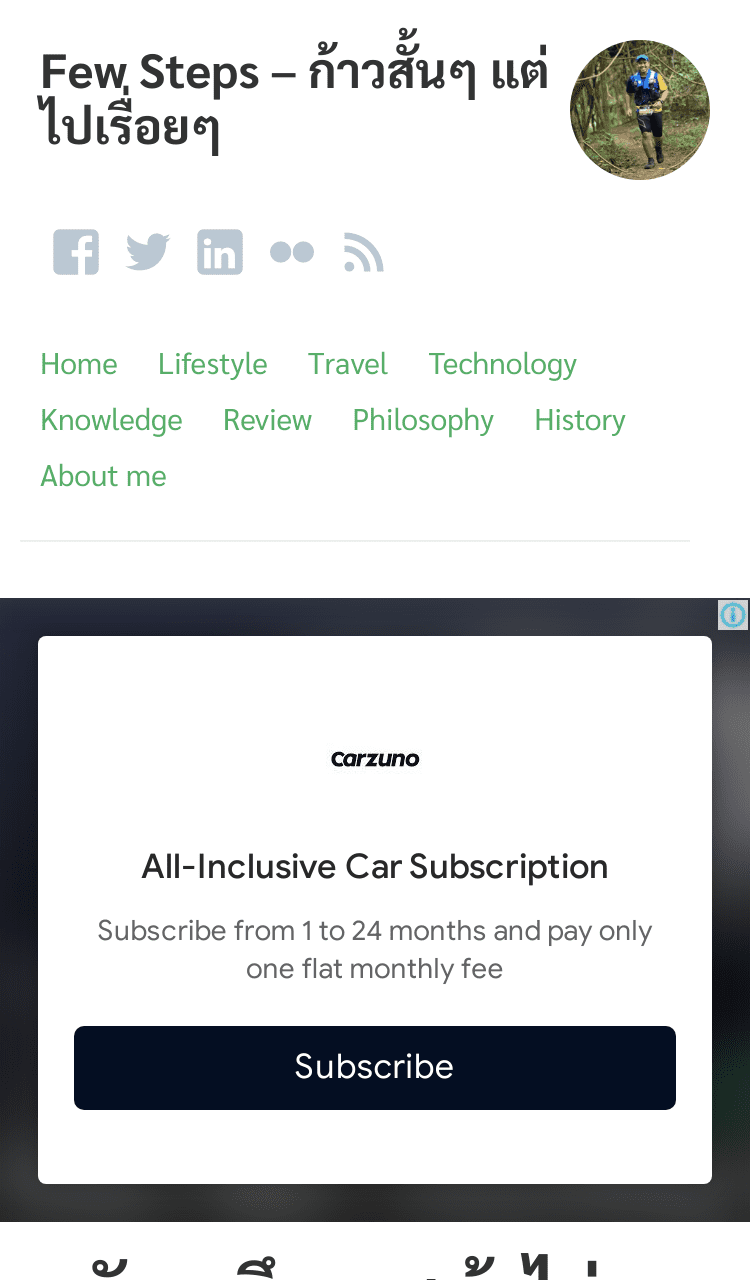 Few Steps – ก้าวสั้นๆ แต่
ไปเรื่อยๆ
Home Lifestyle Travel Technology
Knowledge Review Philosophy History
About me
Carzuno
All-Inclusive Car Subscription
Subscribe from 1 to 24 months and pay only
one flat monthly fee
Subscribe